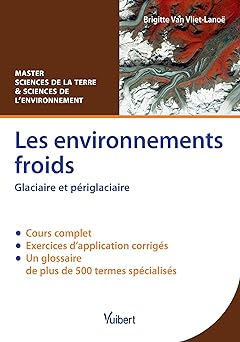 Brigitte Van Vliet-Lanoë
MASTER
SCIENCES DE LA TERRE
& SCIENCES DE
L'ENVIRONNEMENT
Les environnements
froids
Glaciaire et périglaciaire
• Cours complet
• Exercices d'application corrigés
• Un glossaire
de plus de 500 termes spécialisés
Vuibert